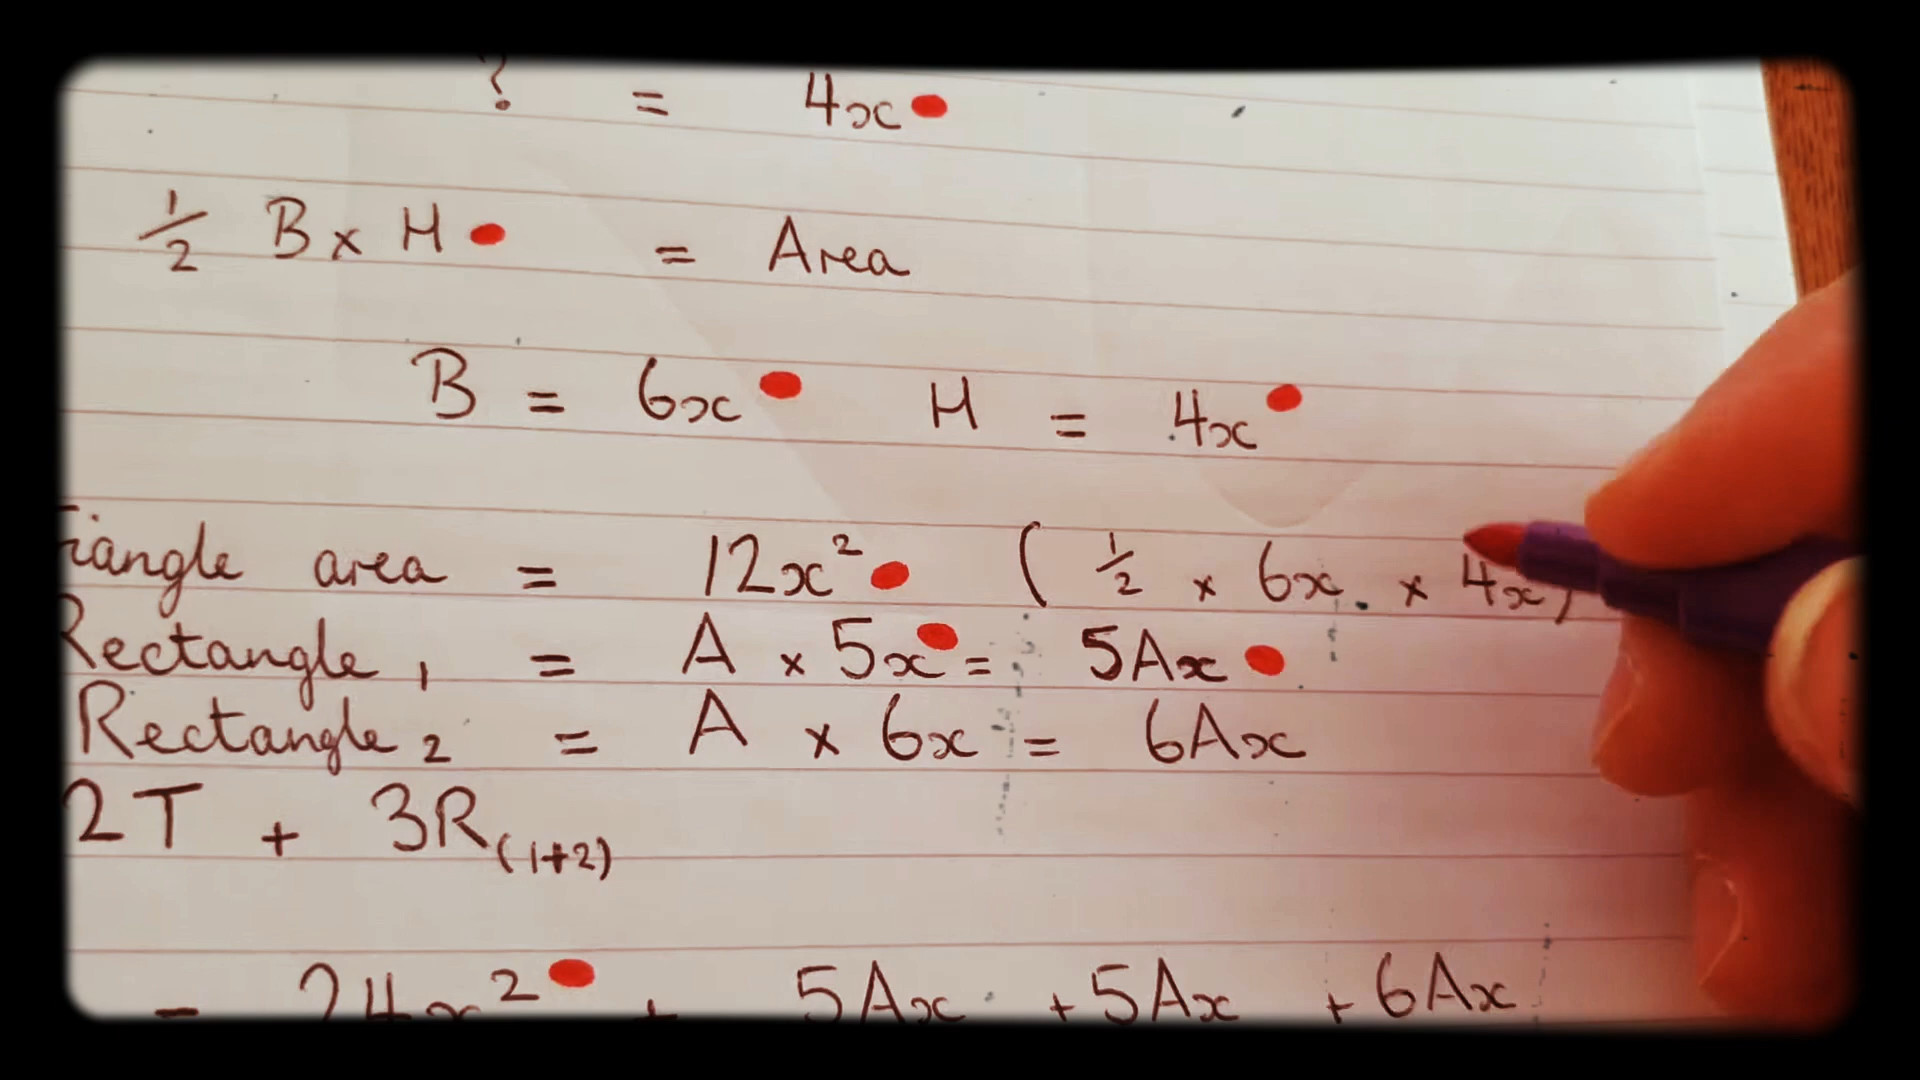 ? = 4x
1/2 B x H = Area
B = 6x H = 4x
riangle area = 12x² ( 1/2 x 6x x 4x)
Rectangle 1 = A x 5x = 5Ax
Rectangle 2 = A x 6x = 6Ax
2T + 3R(1+2)
= 24x² + 5Ax + 5Ax + 6Ax